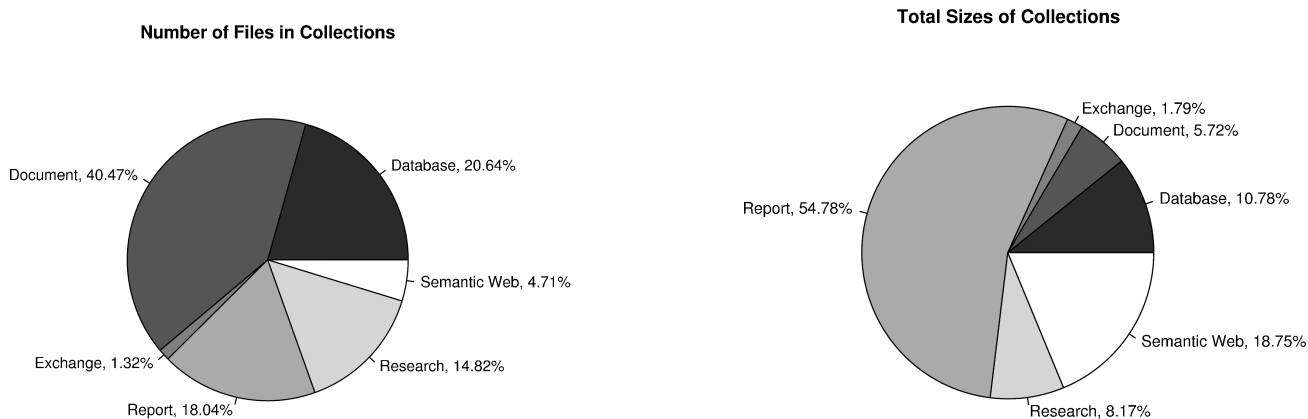 Number of Files in Collections
Document, 40.47%
Database, 20.64%
Semantic Web, 4.71%
Exchange, 1.32%
Research, 14.82%
Report, 18.04%
Total Sizes of Collections
Exchange, 1.79%
Document, 5.72%
Report, 54.78%
Database, 10.78%
Semantic Web, 18.75%
Research, 8.17%